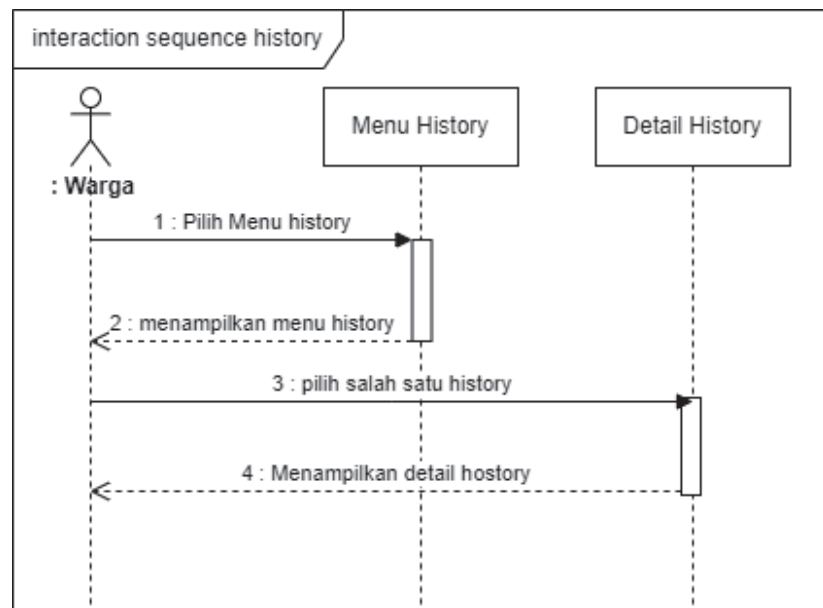 interaction sequence history
Menu History
Detail History
: Warga
1 : Pilih Menu history
2 : menampilkan menu history
3 : pilih salah satu history
4 : Menampilkan detail hostory